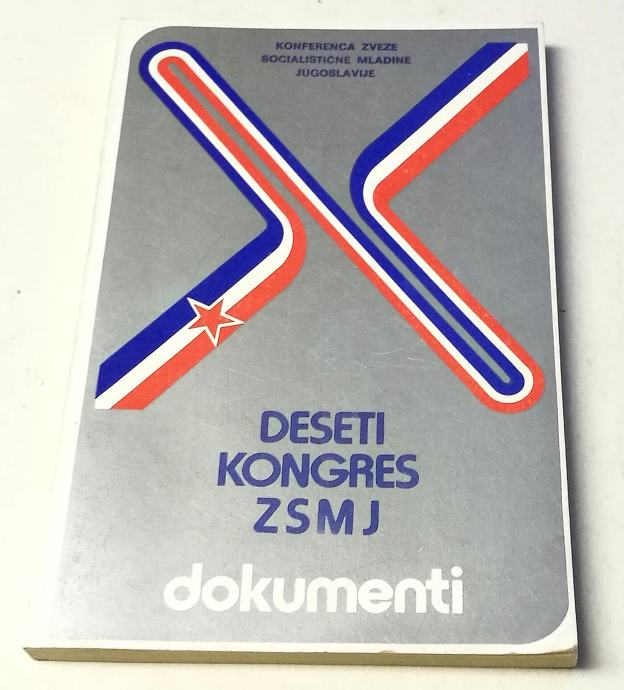 KONFERENCA ZVEZE
SOCIALISTIČNE MLADINE
JUGOSLAVIJE
DESETI
KONGRES
ZSMJ
dokumenti